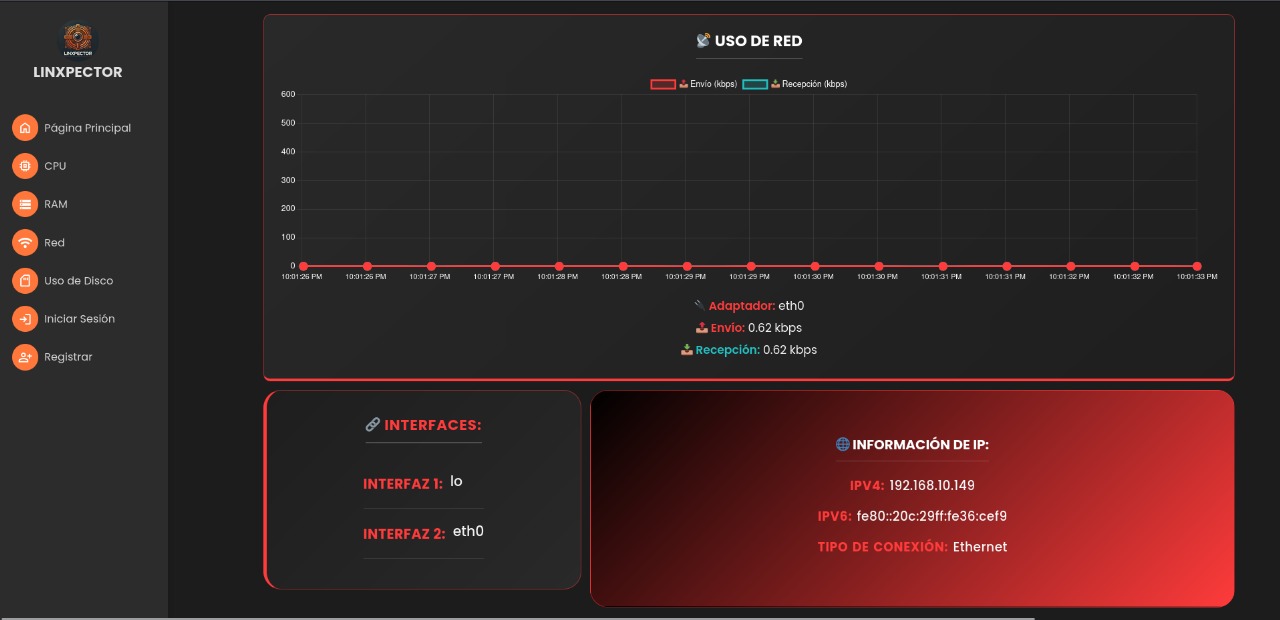 LINXPECTOR
LINXPECTOR
Página Principal
CPU
RAM
Red
Uso de Disco
Iniciar Sesión
Registrar
USO DE RED
Envío (kbps) Recepción (kbps)
600
500
400
300
200
100
0
10:01:26 PM 10:01:26 PM 10:01:27 PM 10:01:27 PM 10:01:28 PM 10:01:28 PM 10:01:29 PM 10:01:29 PM 10:01:30 PM 10:01:30 PM 10:01:31 PM 10:01:31 PM 10:01:32 PM 10:01:32 PM 10:01:33 PM
Adaptador: eth0
Envío: 0.62 kbps
Recepción: 0.62 kbps
INTERFACES:
INTERFAZ 1: lo
INTERFAZ 2: eth0
INFORMACIÓN DE IP:
IPV4: 192.168.10.149
IPV6: fe80::20c:29ff:fe36:cef9
TIPO DE CONEXIÓN: Ethernet